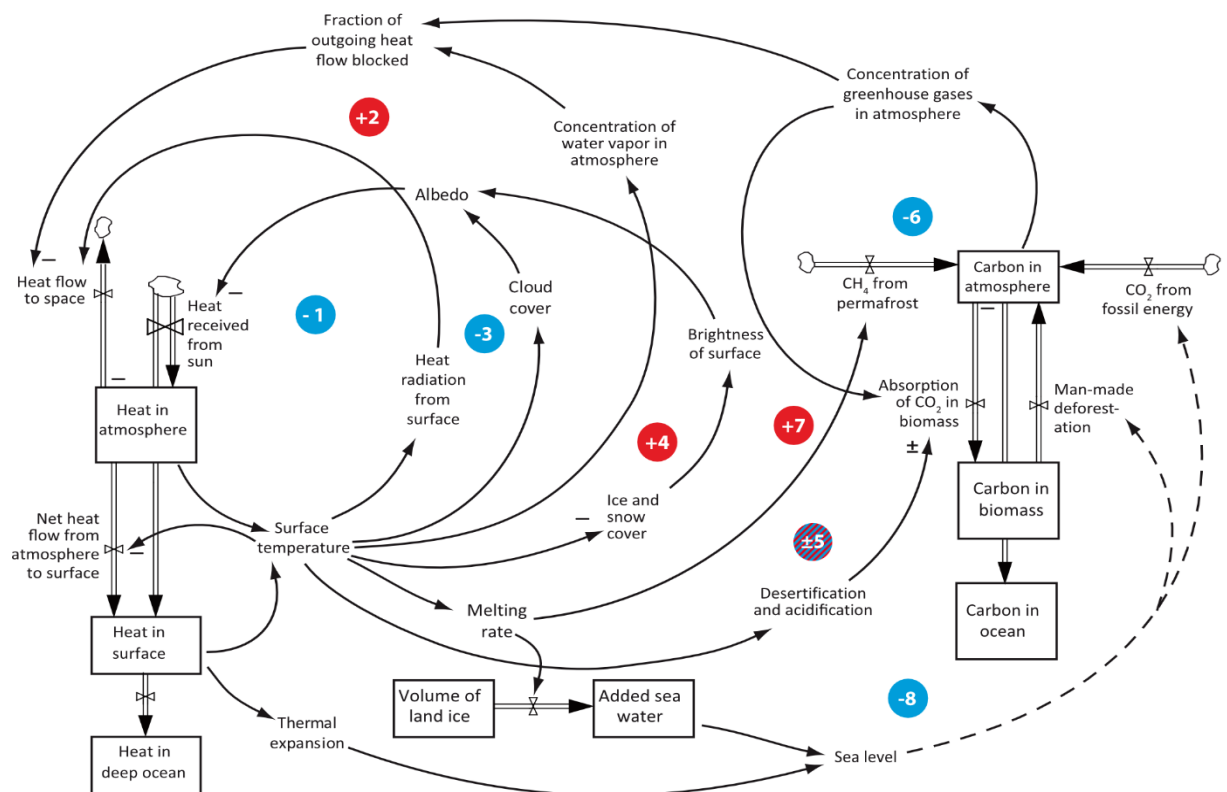 Fraction of
outgoing heat
flow blocked
Concentration of
greenhouse gases
in atmosphere
+2
Concentration of
water vapor in
atmosphere
Albedo
-6
−
Heat flow
to space
−
Heat
received
from
sun
Cloud
cover
CH₄ from
permafrost
Carbon in
atmosphere
CO₂ from
fossil energy
−
- 1
-3
Brightness
of surface
Heat
radiation
from
surface
−
Heat in
atmosphere
Absorption
of CO₂ in
biomass
±
Man-made
deforest-
ation
+4
+7
Carbon in
biomass
Net heat
flow from
atmosphere
to surface
−
Surface
temperature
−
Ice and
snow
cover
±5
Desertification
and acidification
Carbon in
ocean
Heat in
surface
Melting
rate
Volume of
land ice
Added sea
water
-8
Thermal
expansion
Sea level
Heat in
deep ocean